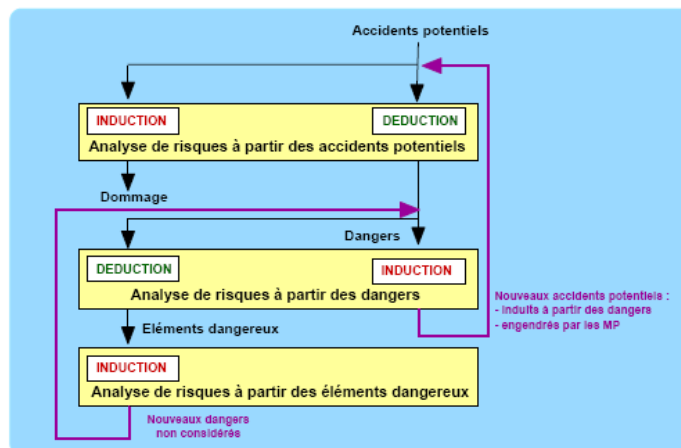 Accidents potentiels
INDUCTION
DEDUCTION
Analyse de risques à partir des accidents potentiels
Dommage
Dangers
DEDUCTION
INDUCTION
Analyse de risques à partir des dangers
Nouveaux accidents potentiels :
- induits à partir des dangers
- engendrés par les MP
Eléments dangereux
INDUCTION
Analyse de risques à partir des éléments dangereux
Nouveaux dangers
non considérés